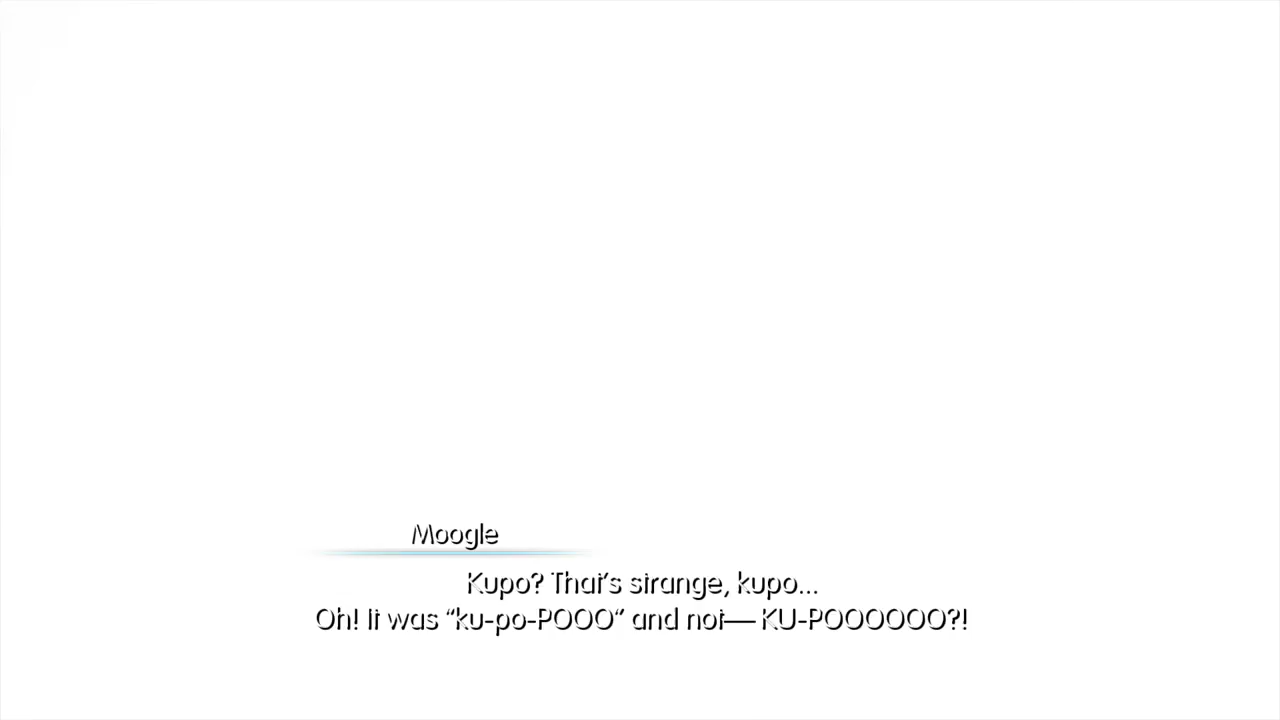 Moogle
Kupo? That's strange, kupo...
Oh! It was “ku-po-POOO” and not— KU-POOOOOO?!